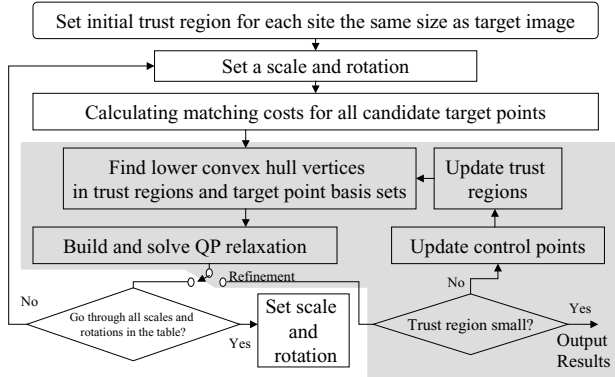 Set initial trust region for each site the same size as target image
Set a scale and rotation
Calculating matching costs for all candidate target points
Find lower convex hull vertices
in trust regions and target point basis sets
Update trust
regions
Build and solve QP relaxation
Update control points
Refinement
No
No
Go through all scales and
rotations in the table?
Yes
Set scale
and
rotation
Trust region small?
Yes
Output
Results